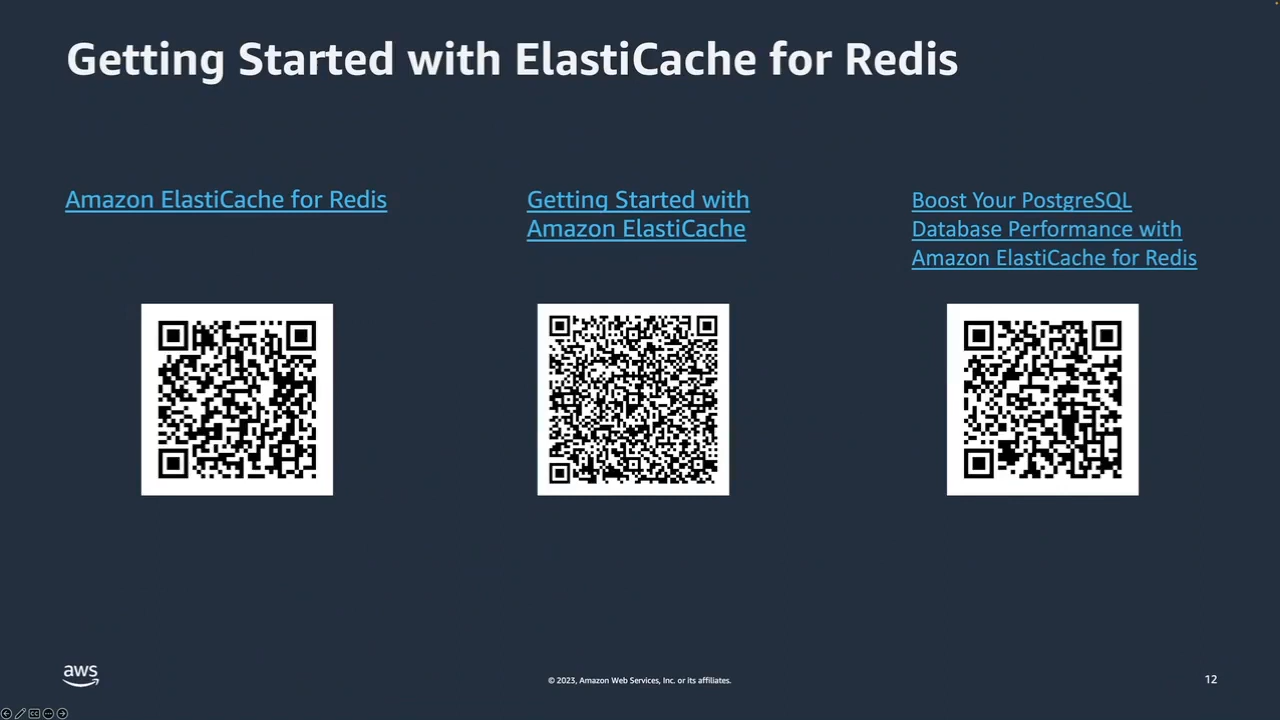 Getting Started with ElastiCache for Redis
Amazon ElastiCache for Redis
Getting Started with
Amazon ElastiCache
Boost Your PostgreSQL
Database Performance with
Amazon ElastiCache for Redis
aws
© 2023, Amazon Web Services, Inc. or its affiliates.
12